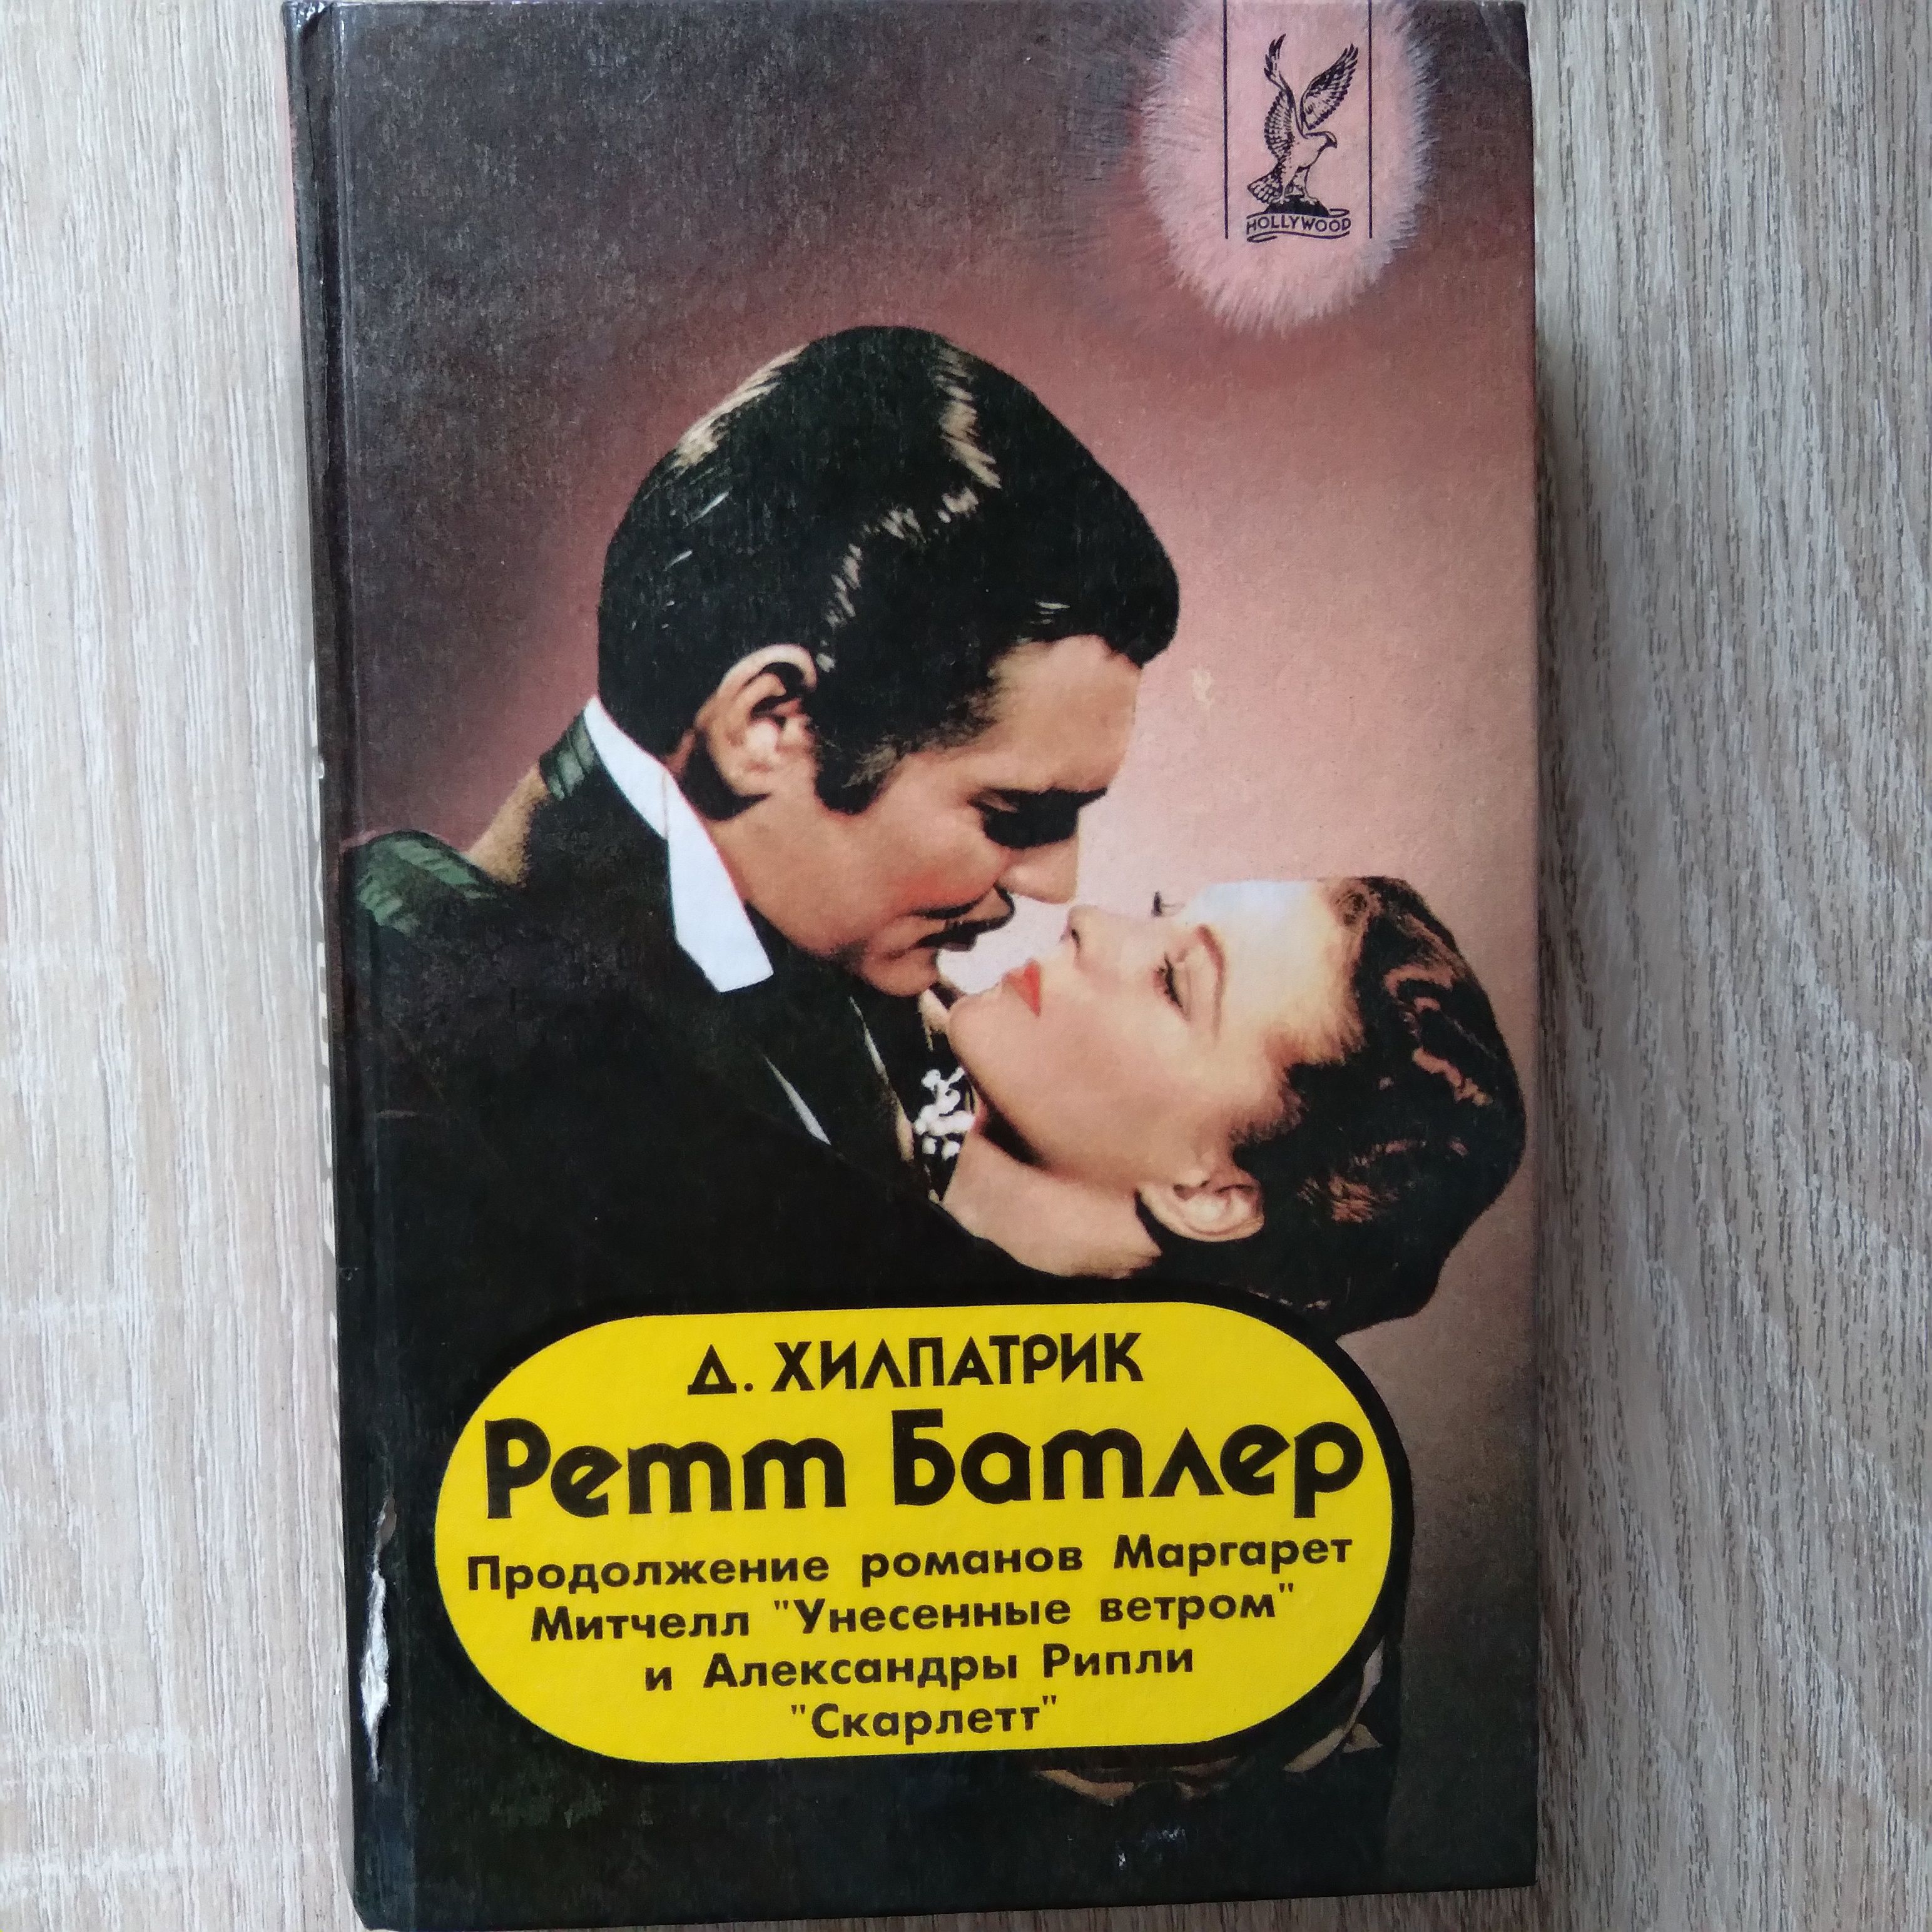 HOLLYWOOD
Д. ХИЛПАТРИК
Ретт Батлер
Продолжение романов Маргарет
Митчелл "Унесенные ветром"
и Александры Рипли
"Скарлетт"